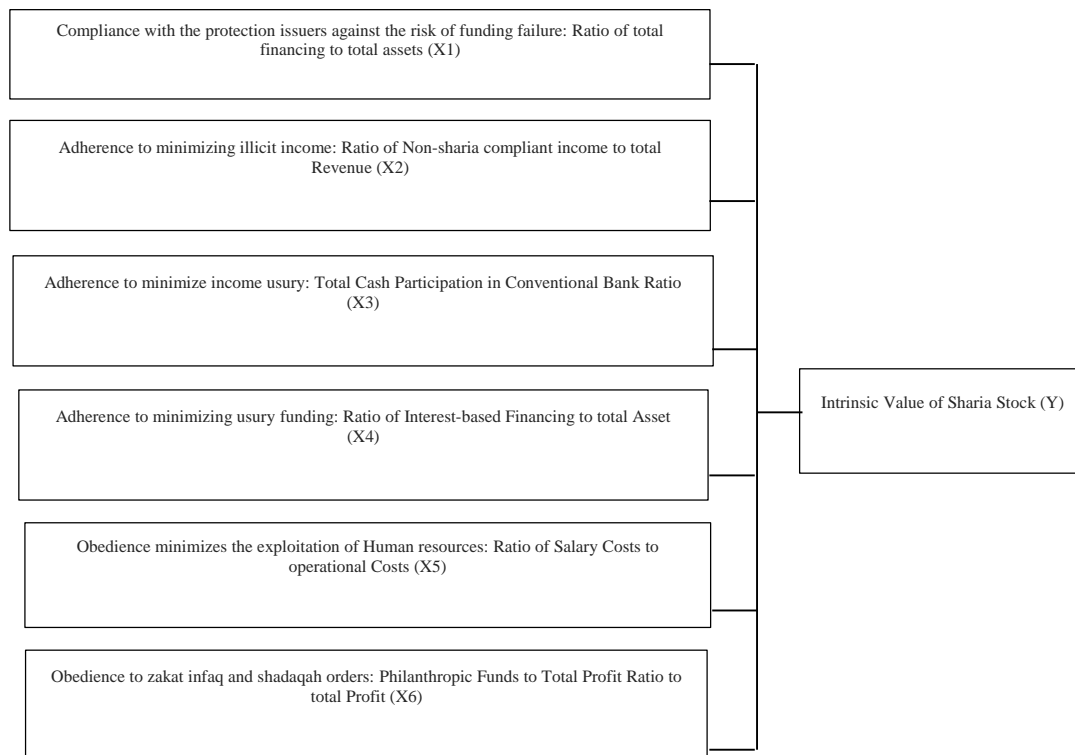 Compliance with the protection issuers against the risk of funding failure: Ratio of total
financing to total assets (X1)
Adherence to minimizing illicit income: Ratio of Non-sharia compliant income to total
Revenue (X2)
Adherence to minimize income usury: Total Cash Participation in Conventional Bank Ratio
(X3)
Adherence to minimizing usury funding: Ratio of Interest-based Financing to total Asset
(X4)
Intrinsic Value of Sharia Stock (Y)
Obedience minimizes the exploitation of Human resources: Ratio of Salary Costs to
operational Costs (X5)
Obedience to zakat infaq and shadaqah orders: Philanthropic Funds to Total Profit Ratio to
total Profit (X6)